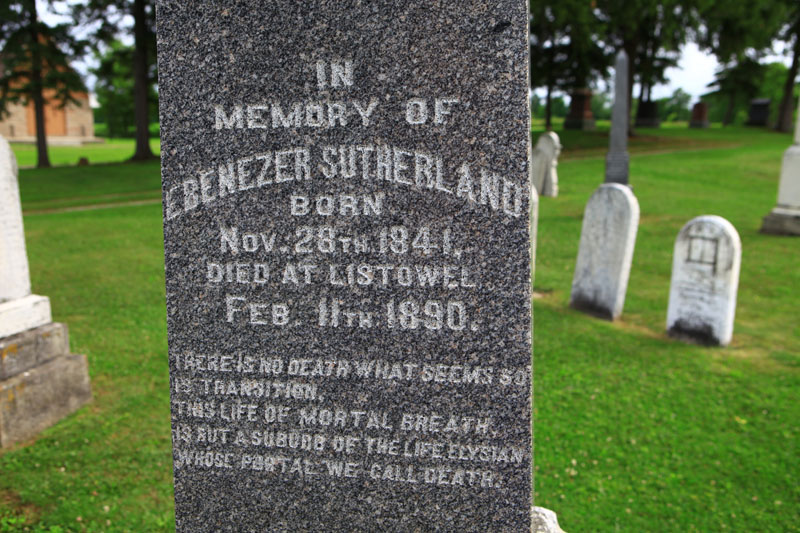 IN
MEMORY OF
EBENEZER SUTHERLAND
BORN
NOV. 28TH 1841,
DIED AT LISTOWEL
FEB. 11TH 1890.
THERE IS NO DEATH WHAT SEEMS SO
IS TRANSITION,
THIS LIFE OF MORTAL BREATH,
IS BUT A SUBURB OF THE LIFE ELYSIAN
WHOSE PORTAL WE CALL DEATH.